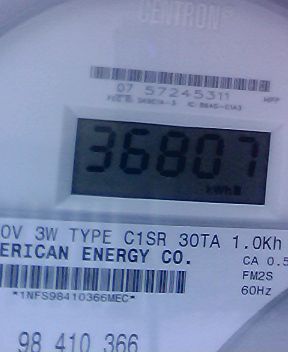 CENTRON
07 57245311
36807
kWh
0V 3W TYPE C1SR 30TA 1.0Kh
ERICAN ENERGY CO. CA 0.5
FM2S
*1NFS98410366MEC* 60Hz
98 410 366